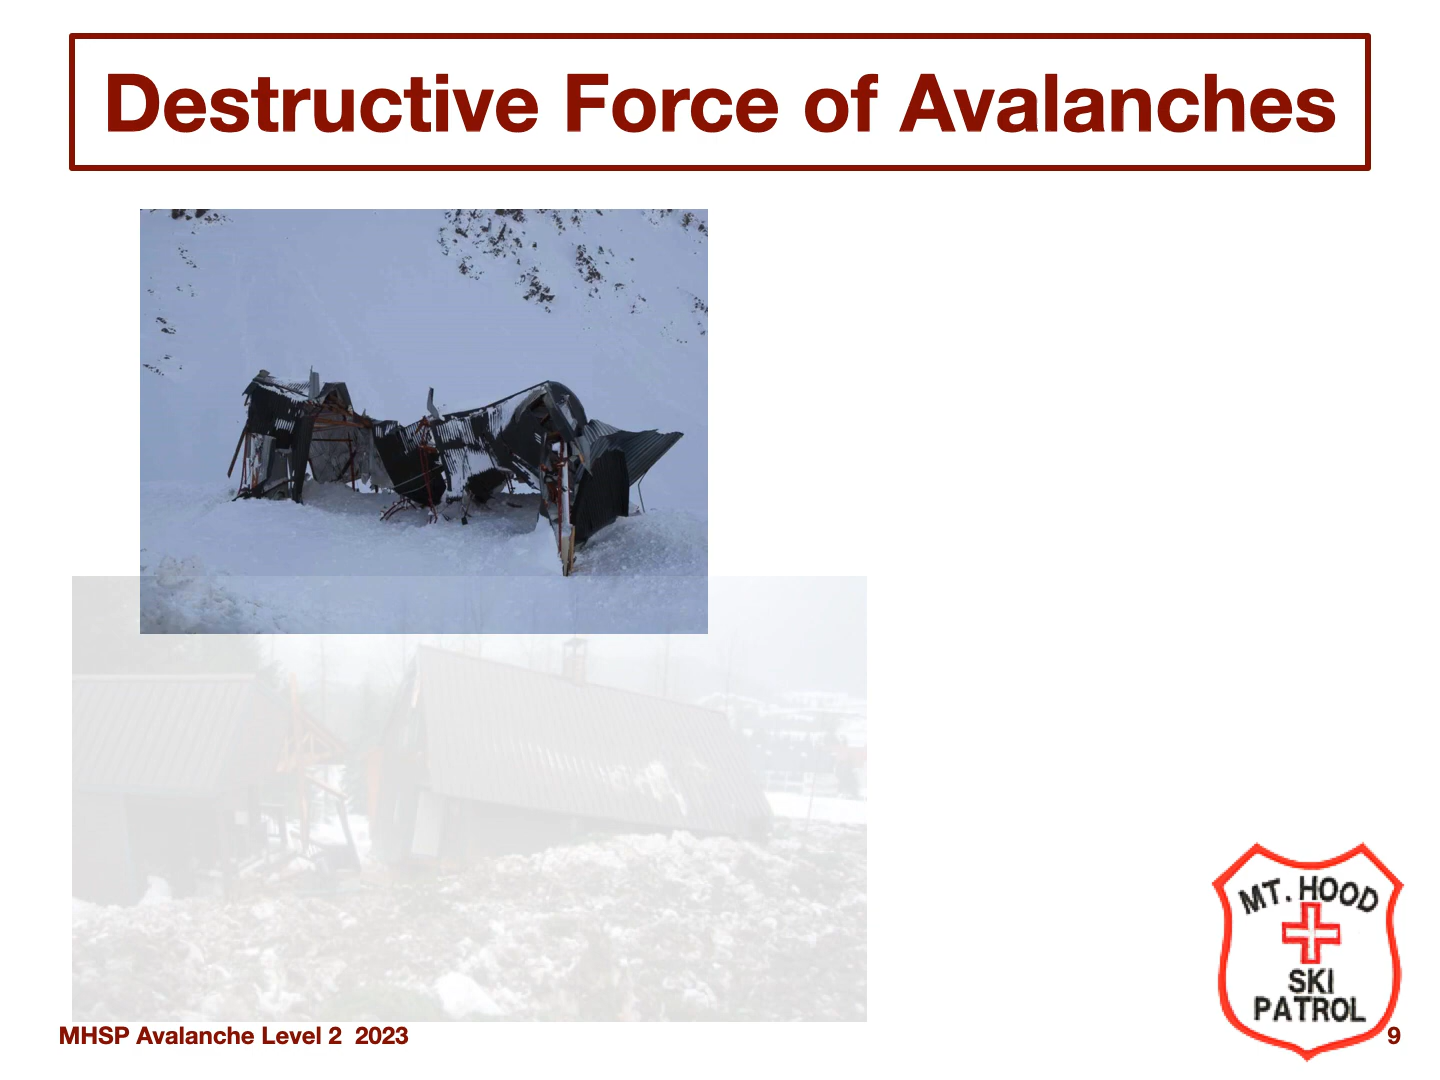 Destructive Force of Avalanches
MT. HOOD
SKI
PATROL
MHSP Avalanche Level 2  2023
9